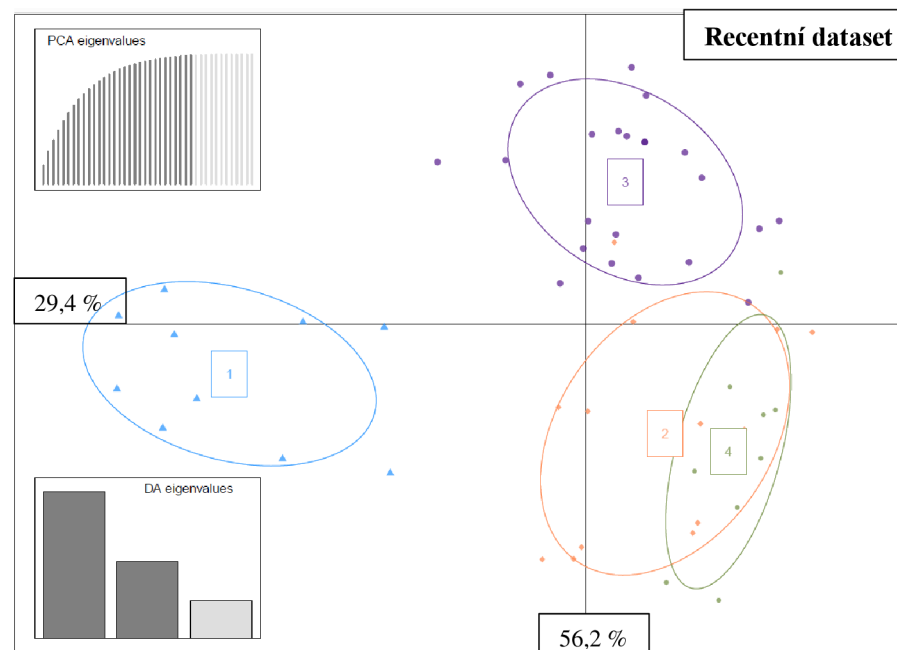 PCA eigenvalues
Recentní dataset
3
29,4 %
1
2
4
DA eigenvalues
56,2 %